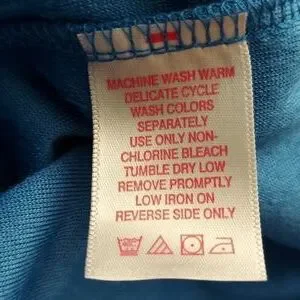 MACHINE WASH WARM
DELICATE CYCLE
WASH COLORS
SEPARATELY
USE ONLY NON-
CHLORINE BLEACH
TUMBLE DRY LOW
REMOVE PROMPTLY
LOW IRON ON
REVERSE SIDE ONLY